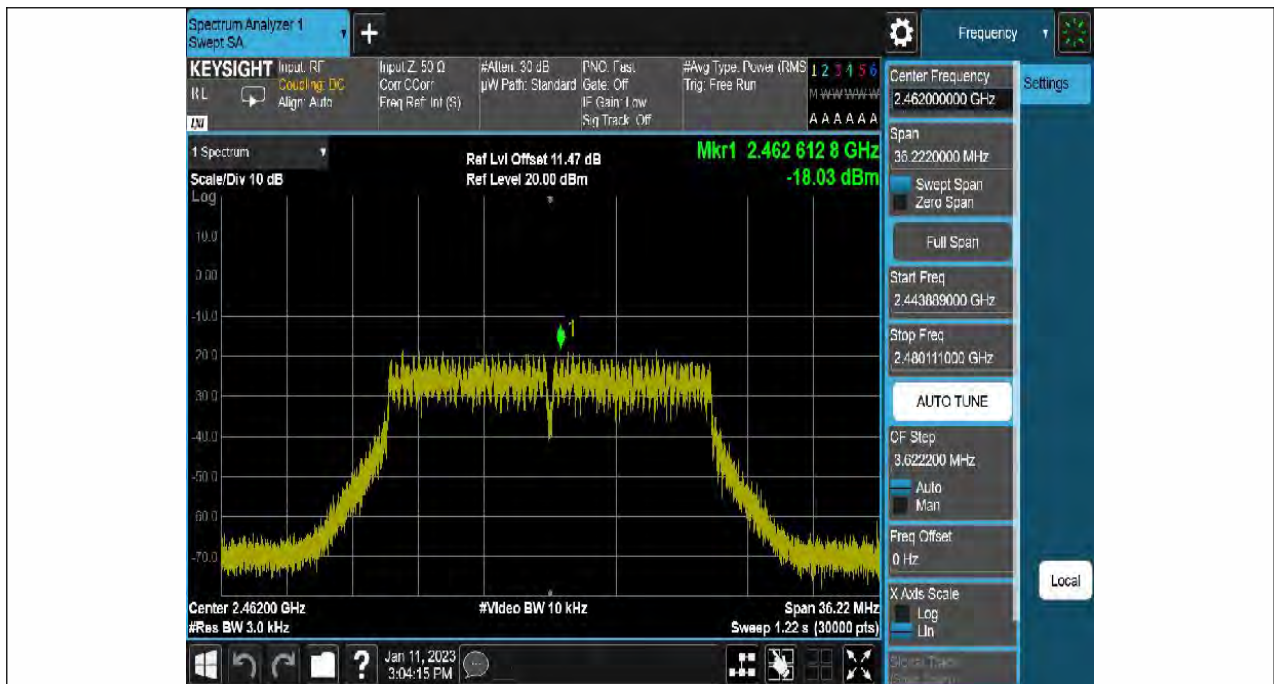 Spectrum Analyzer 1
Swept SA
+
Frequency
KEYSIGHT
Input: RF
Coupling: DC
Align: Auto
RL
LXI
Input Z: 50 Ω
Corr CCorr
Freq Ref: Int (S)
#Atten: 30 dB
µW Path: Standard
PNO: Fast
Gate: Off
IF Gain: Low
Sig Track: Off
#Avg Type: Power (RMS
Trig: Free Run
1 2 3 4 5 6
M W W W W W
A A A A A A
Center Frequency
2.462000000 GHz
Settings
1 Spectrum
Scale/Div 10 dB
Log
Ref Lvl Offset 11.47 dB
Ref Level 20.00 dBm
Mkr1 2.462 612 8 GHz
-18.03 dBm
Span
36.2220000 MHz
Swept Span
Zero Span
Full Span
Start Freq
2.443889000 GHz
Stop Freq
2.480111000 GHz
AUTO TUNE
CF Step
3.622200 MHz
Auto
Man
Freq Offset
0 Hz
X Axis Scale
Log
Lin
Local
10.0
0.00
-10.0
1
20.0
30.0
-40.0
-50.0
60.0
-70.0
Center 2.46200 GHz
#Res BW 3.0 kHz
#Video BW 10 kHz
Span 36.22 MHz
Sweep 1.22 s (30000 pts)
?
Jan 11, 2023
3:04:15 PM